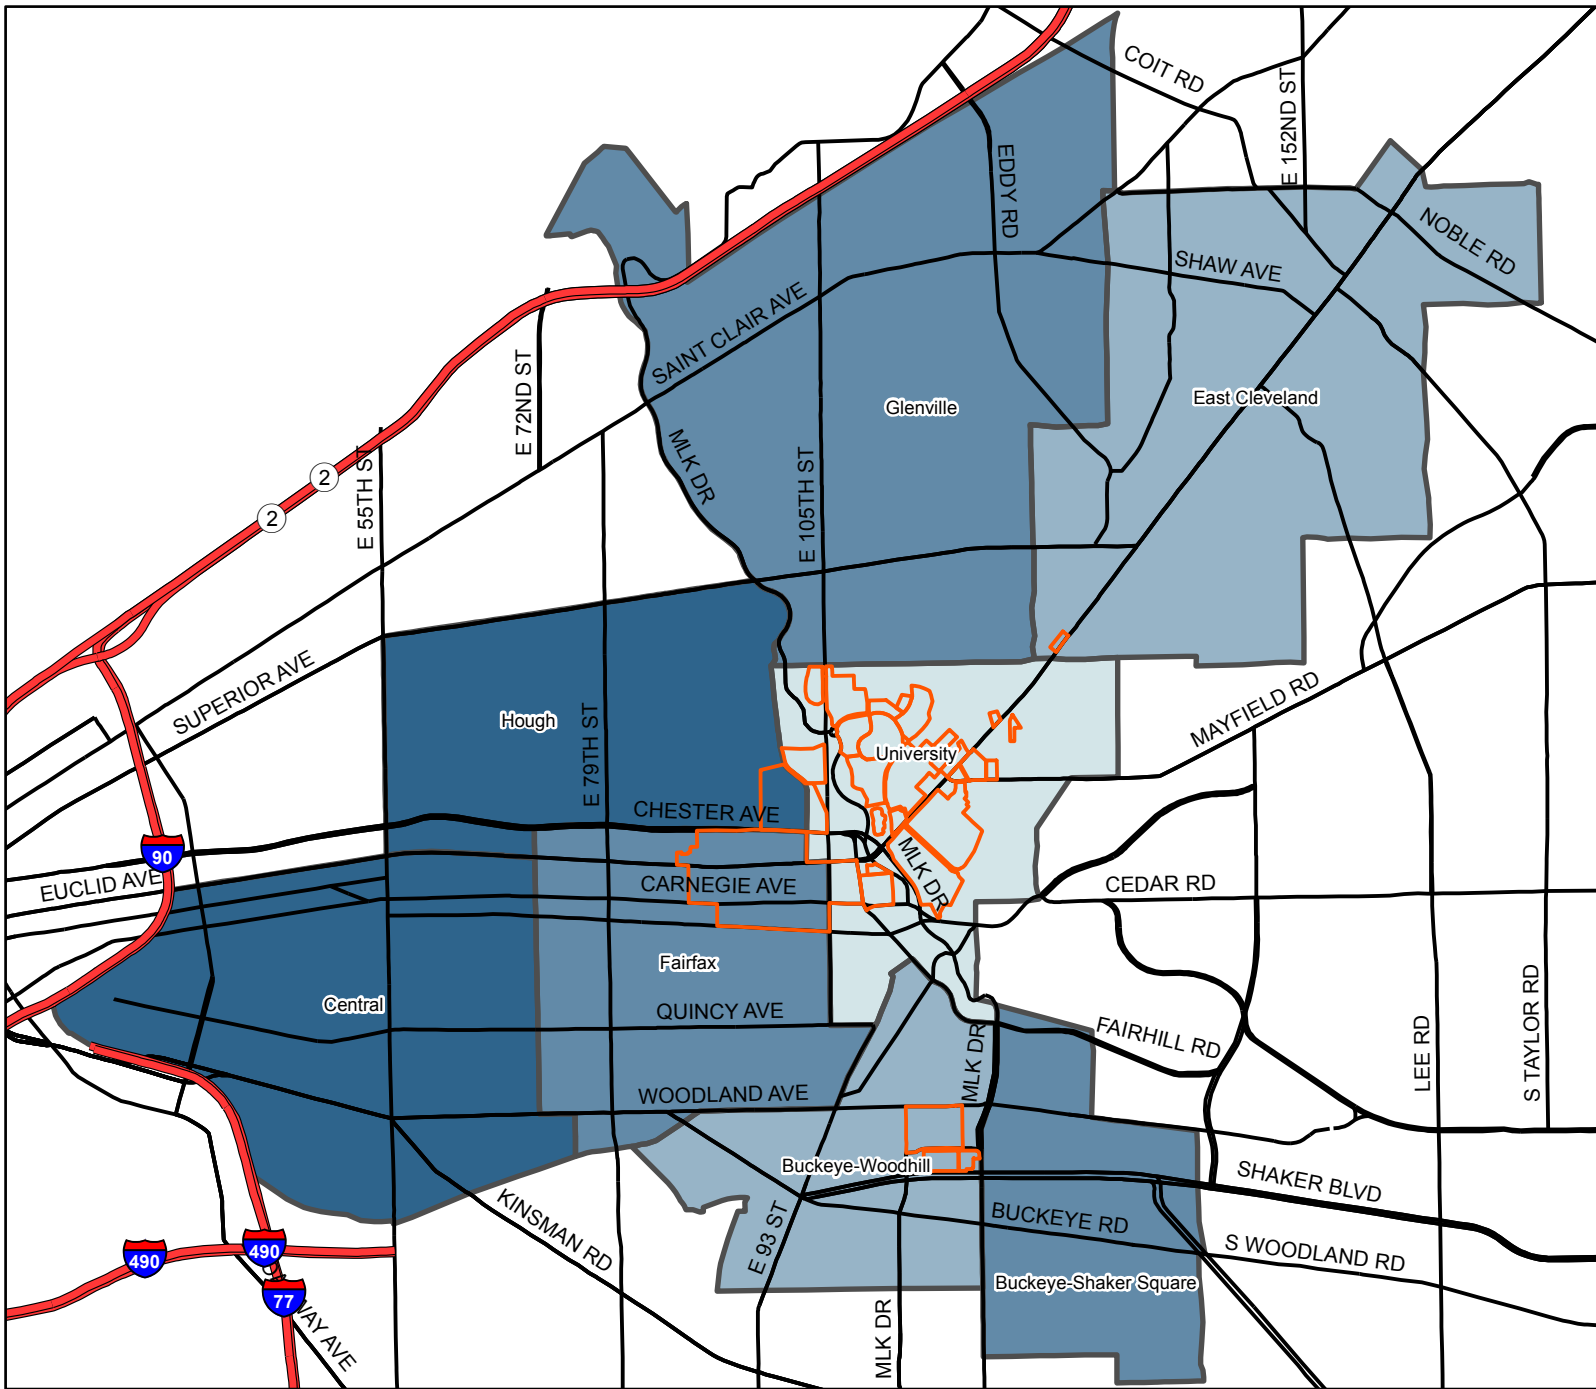 COIT RD
E 152ND ST
EDDY RD
NOBLE RD
SHAW AVE
SAINT CLAIR AVE
E 72ND ST
Glenville
East Cleveland
MLK DR
E 105TH ST
E 55TH ST
2
2
SUPERIOR AVE
Hough
E 79TH ST
University
MAYFIELD RD
CHESTER AVE
90
EUCLID AVE
CARNEGIE AVE
MLK DR
CEDAR RD
Fairfax
Central
QUINCY AVE
FAIRHILL RD
MLK DR
LEE RD
S TAYLOR RD
WOODLAND AVE
Buckeye-Woodhill
SHAKER BLVD
KINSMAN RD
E 93 ST
BUCKEYE RD
S WOODLAND RD
490
490
77
Buckeye-Shaker Square
MLK DR
WAY AVE